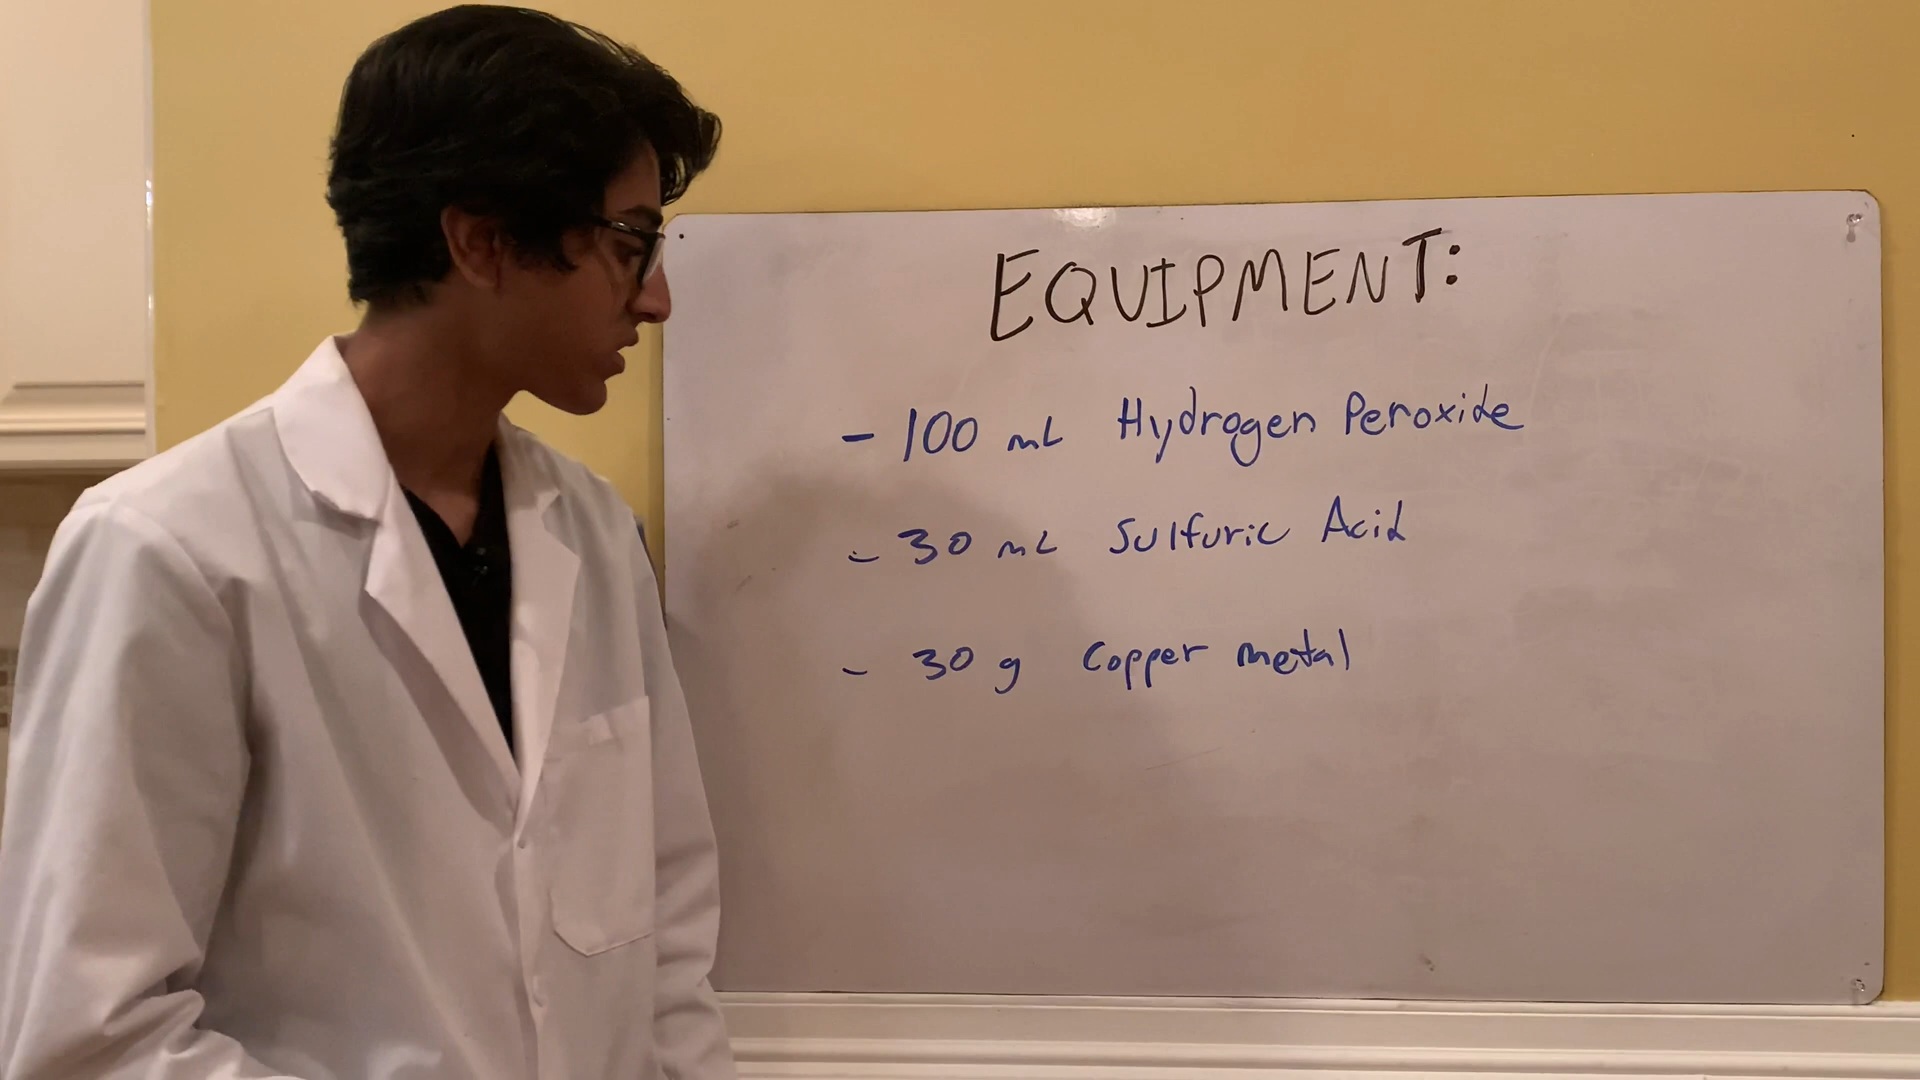 EQUIPMENT:
- 100 mL Hydrogen Peroxide
- 30 mL Sulfuric Acid
- 30 g Copper metal